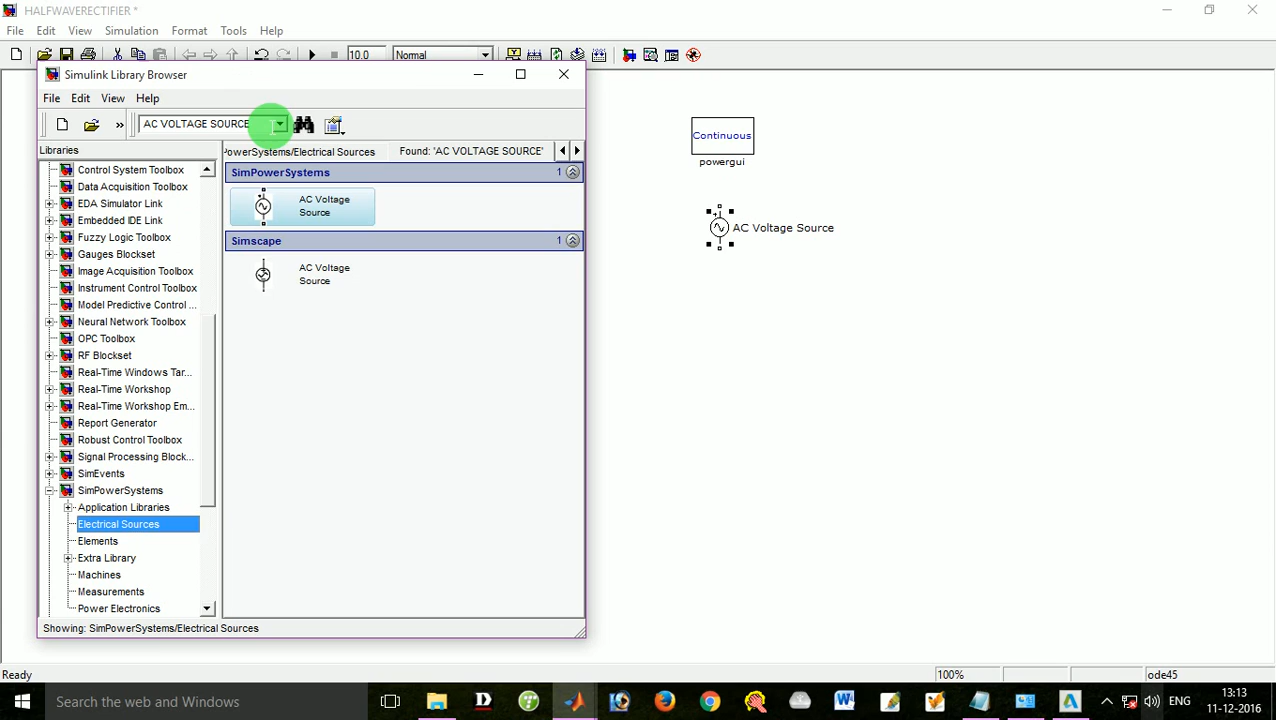 HALFWAVERECTIFIER *
File Edit View Simulation Format Tools Help
10.0 Normal
Simulink Library Browser
File Edit View Help
» AC VOLTAGE SOURCE
Libraries
Control System Toolbox
Data Acquisition Toolbox
EDA Simulator Link
Embedded IDE Link
Fuzzy Logic Toolbox
Gauges Blockset
Image Acquisition Toolbox
Instrument Control Toolbox
Model Predictive Control ...
Neural Network Toolbox
OPC Toolbox
RF Blockset
Real-Time Windows Tar...
Real-Time Workshop
Real-Time Workshop Em...
Report Generator
Robust Control Toolbox
Signal Processing Block...
SimEvents
SimPowerSystems
Application Libraries
Electrical Sources
Elements
Extra Library
Machines
Measurements
Power Electronics
PowerSystems/Electrical Sources Found: 'AC VOLTAGE SOURCE'
SimPowerSystems 1
AC Voltage
Source
Simscape 1
AC Voltage
Source
Showing: SimPowerSystems/Electrical Sources
Continuous
powergui
AC Voltage Source
Ready 100% ode45
Search the web and Windows
ENG
13:13
11-12-2016